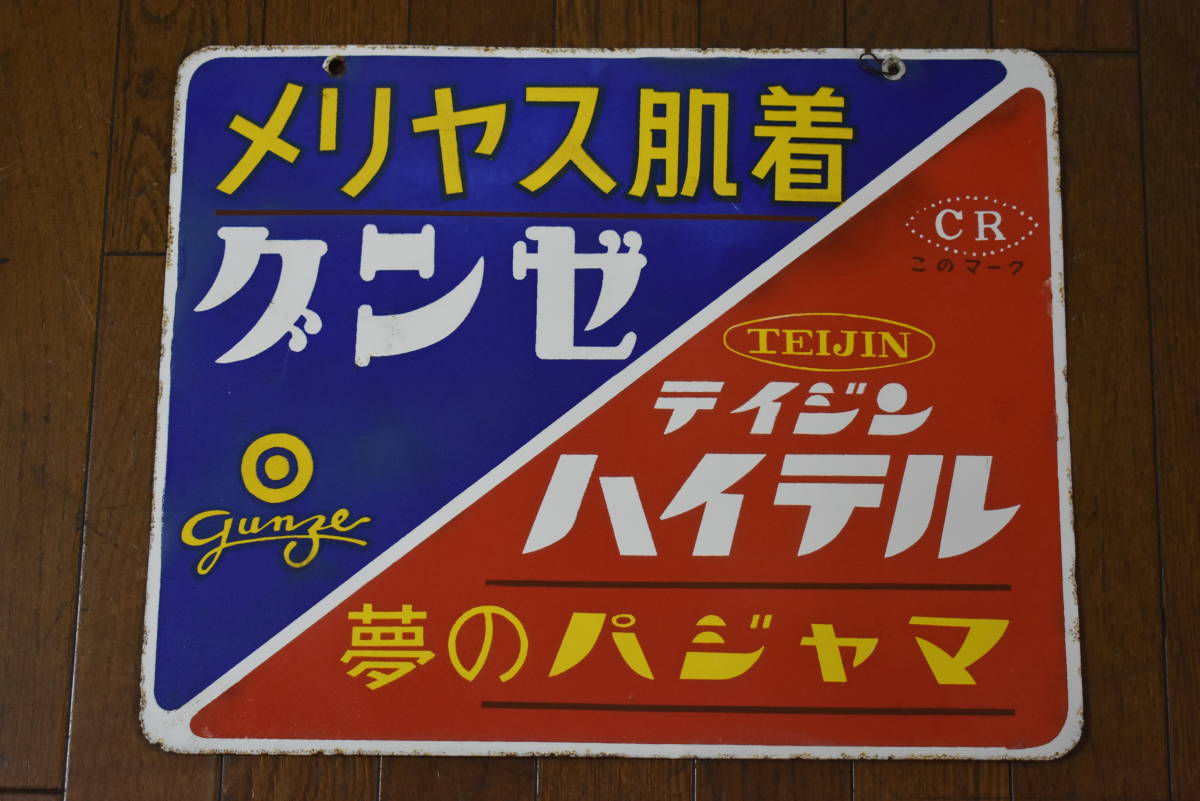 メリヤス肌着
グンゼ
gunze
CR
このマーク
TEIJIN
テイジン
ハイテル
夢のパジャマ